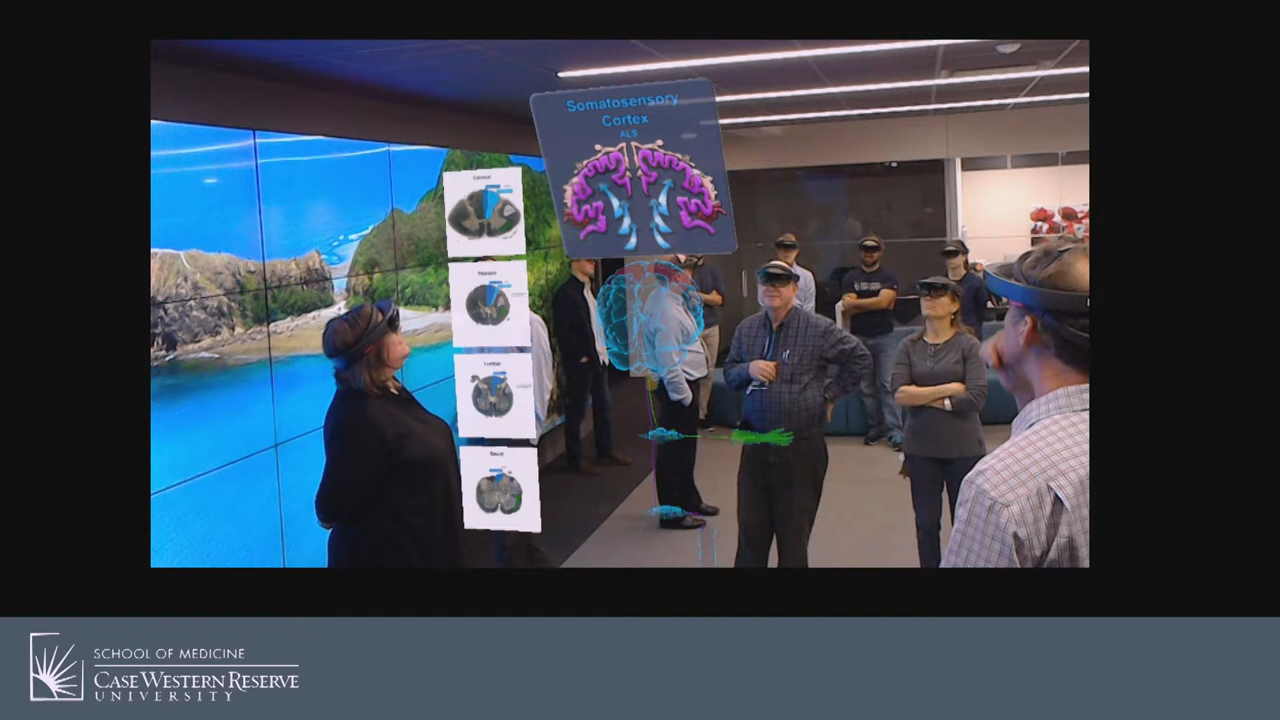 Somatosensory
Cortex
ALS
Cervical
Thoracic
Lumbar
Sacral
SCHOOL OF MEDICINE
CASE WESTERN RESERVE
UNIVERSITY